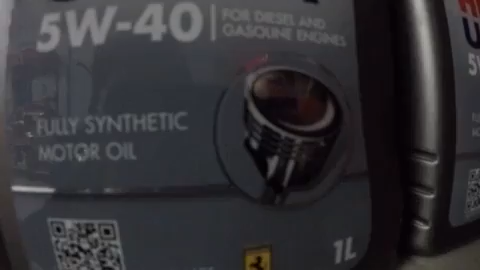 5W-40
FOR DIESEL AND
GASOLINE ENGINES
FULLY SYNTHETIC
MOTOR OIL
1L